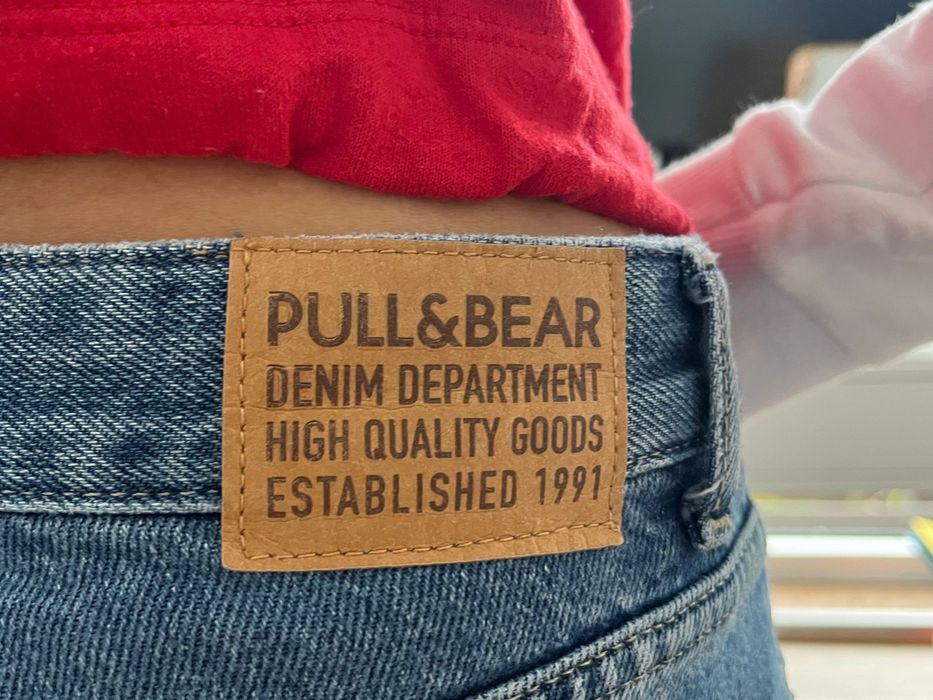 PULL&BEAR
DENIM DEPARTMENT
HIGH QUALITY GOODS
ESTABLISHED 1991